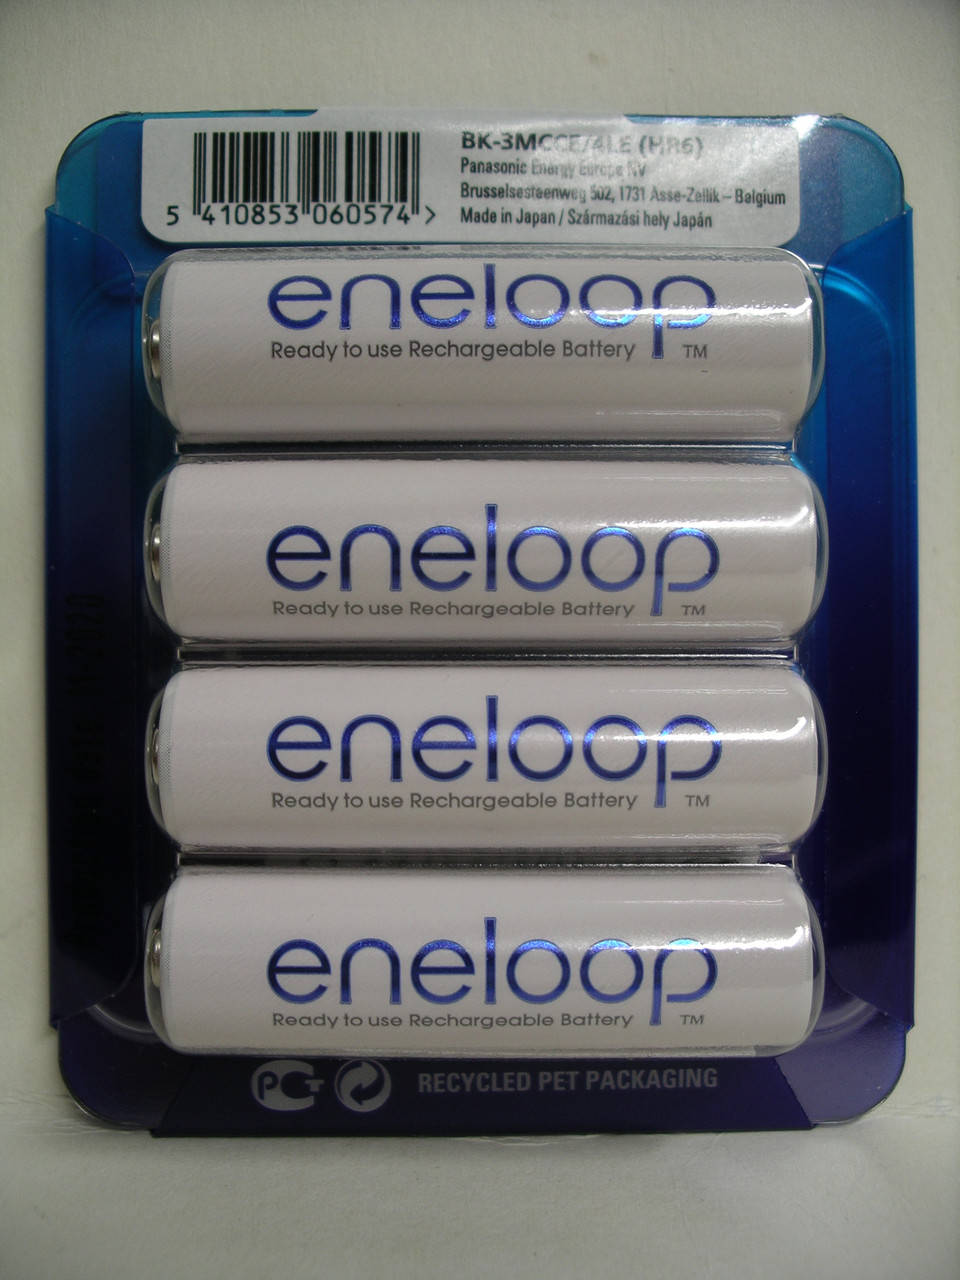 BK-3MCCE/4LE (HR6)
Panasonic Energy Europe NV
Brusselsesteenweg 502, 1731 Asse-Zellik – Belgium
Made in Japan / Származási hely Japán
5 410853 060574 >
eneloop
Ready to use Rechargeable Battery TM
eneloop
Ready to use Rechargeable Battery TM
eneloop
Ready to use Rechargeable Battery TM
eneloop
Ready to use Rechargeable Battery TM
PCT RECYCLED PET PACKAGING